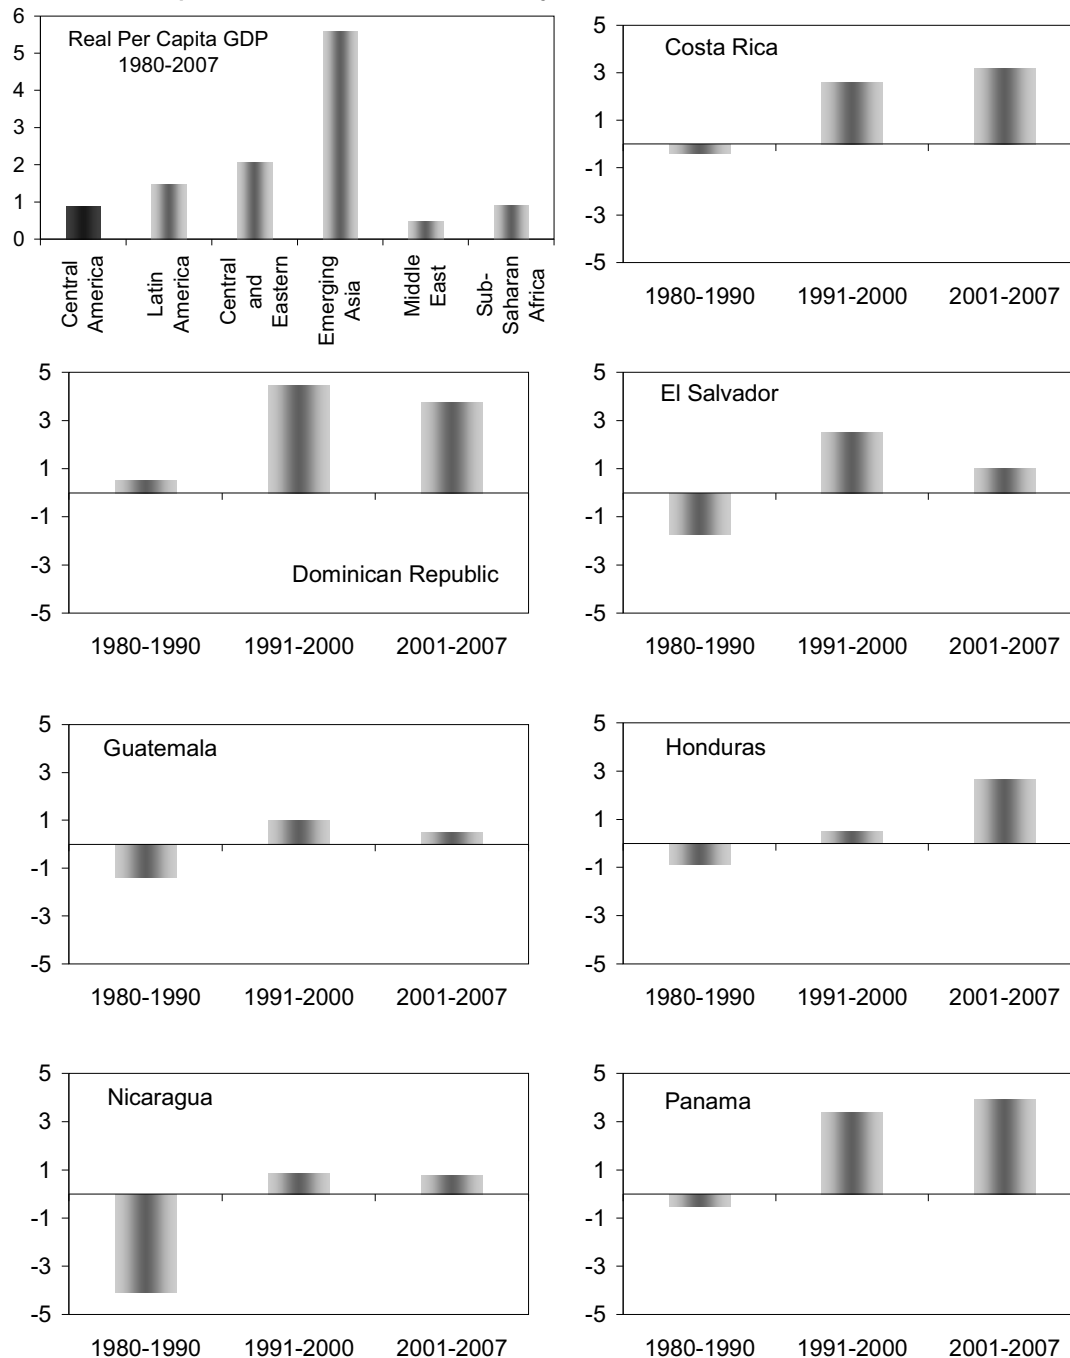 Real Per Capita GDP
1980-2007
6
5
4
3
2
1
0
Central
America
Latin
America
Central
and
Eastern
Emerging
Asia
Middle
East
Sub-
Saharan
Africa
Costa Rica
5
3
1
-1
-3
-5
1980-1990 1991-2000 2001-2007
5
3
1
-1
-3
-5
Dominican Republic
1980-1990 1991-2000 2001-2007
El Salvador
5
3
1
-1
-3
-5
1980-1990 1991-2000 2001-2007
Guatemala
5
3
1
-1
-3
-5
1980-1990 1991-2000 2001-2007
Honduras
5
3
1
-1
-3
-5
1980-1990 1991-2000 2001-2007
Nicaragua
5
3
1
-1
-3
-5
1980-1990 1991-2000 2001-2007
Panama
5
3
1
-1
-3
-5
1980-1990 1991-2000 2001-2007